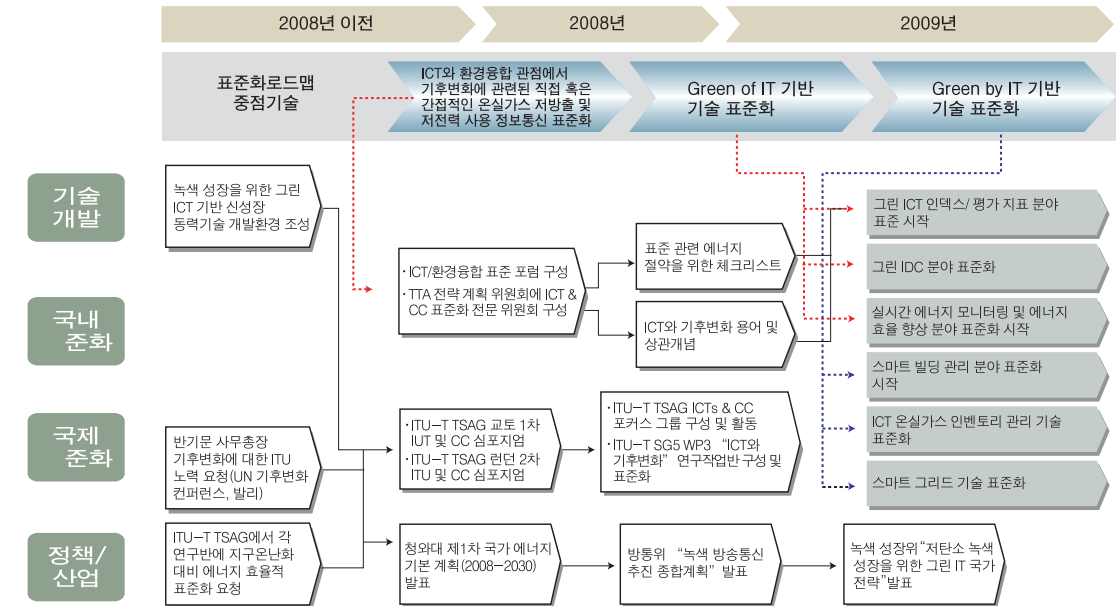 2008년 이전
2008년
2009년
표준화로드맵
중점기술
ICT와 환경융합 관점에서
기후변화에 관련된 직접 혹은
간접적인 온실가스 저방출 및
저전력 사용 정보통신 표준화
Green of IT 기반
기술 표준화
Green by IT 기반
기술 표준화
기술
개발
녹색 성장을 위한 그린
ICT 기반 신성장
동력기술 개발환경 조성
· ICT/환경융합 표준 포럼 구성
· TTA 전략 계획 위원회에 ICT &
CC 표준화 전문 위원회 구성
표준 관련 에너지
절약을 위한 체크리스트
ICT와 기후변화 용어 및
상관개념
그린 ICT 인덱스/ 평가 지표 분야
표준 시작
그린 IDC 분야 표준화
실시간 에너지 모니터링 및 에너지
효율 향상 분야 표준화 시작
스마트 빌딩 관리 분야 표준화
시작
ICT 온실가스 인벤토리 관리 기술
표준화
스마트 그리드 기술 표준화
국내
준화
국제
준화
반기문 사무총장
기후변화에 대한 ITU
노력 요청(UN 기후변화
컨퍼런스, 발리)
· ITU-T TSAG 교토 1차
IUT 및 CC 심포지엄
· ITU-T TSAG 런던 2차
ITU 및 CC 심포지엄
· ITU-T TSAG ICTs & CC
포커스 그룹 구성 및 활동
· ITU-T SG5 WP3 “ICT와
기후변화” 연구작업반 구성 및
표준화
정책/
산업
ITU-T TSAG에서 각
연구반에 지구온난화
대비 에너지 효율적
표준화 요청
청와대 제1차 국가 에너지
기본 계획(2008-2030)
발표
방통위 “녹색 방송통신
추진 종합계획” 발표
녹색 성장위“저탄소 녹색
성장을 위한 그린 IT 국가
전략”발표